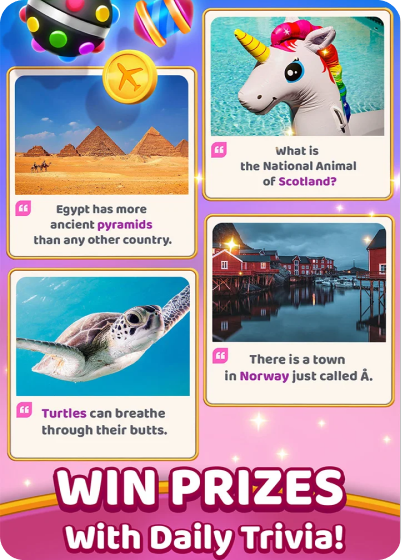 Egypt has more
ancient pyramids
than any other country.
What is
the National Animal
of Scotland?
Turtles can breathe
through their butts.
There is a town
in Norway just called Å.
WIN PRIZES
With Daily Trivia!